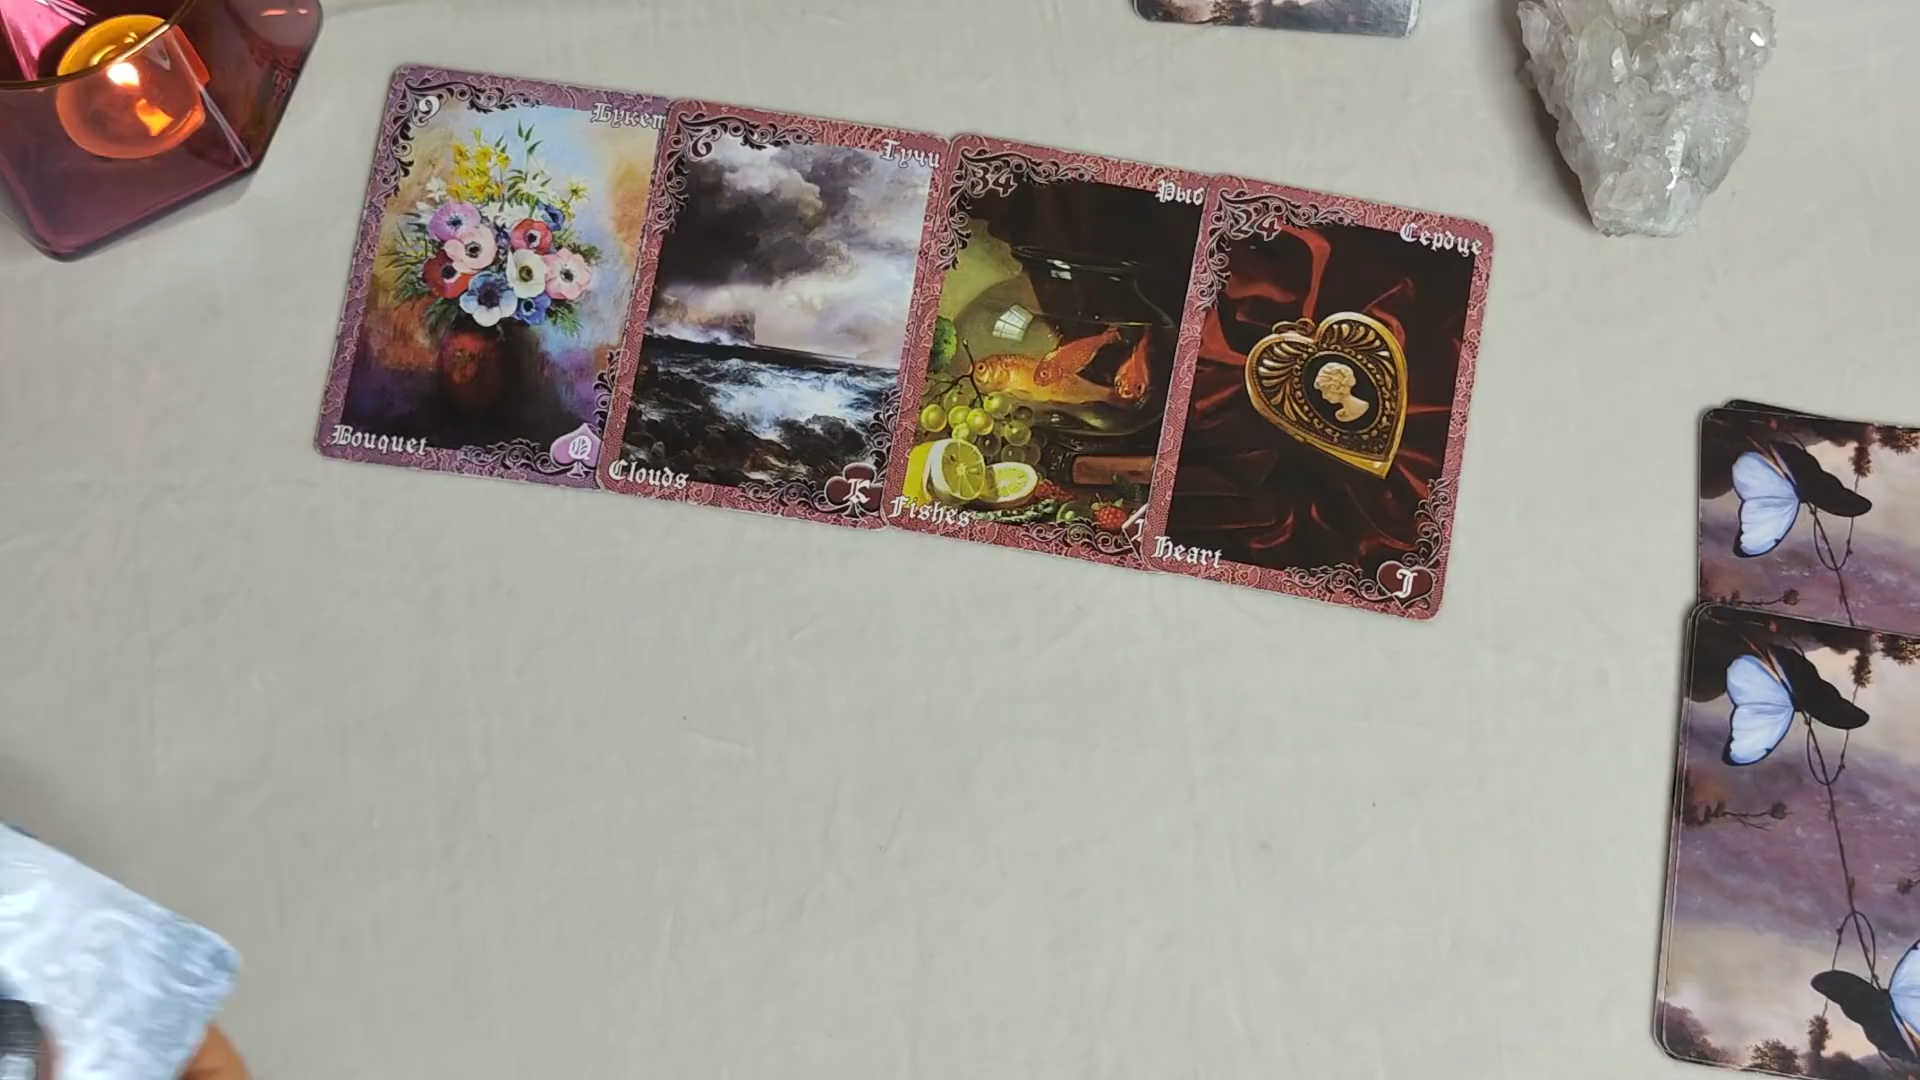 9
Букет
Bouquet
Q
6
Тучи
Clouds
K
34
Рыб
Fishes
24
Сердце
Heart
J